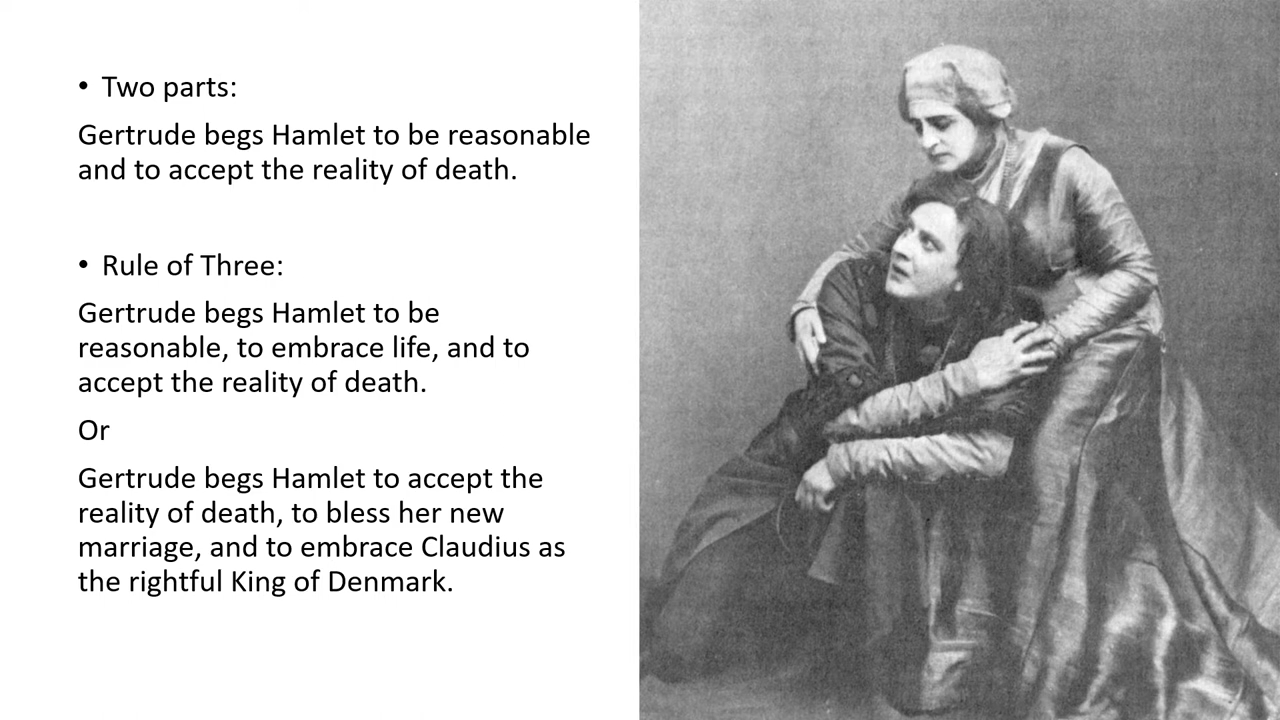 • Two parts:
Gertrude begs Hamlet to be reasonable
and to accept the reality of death.
• Rule of Three:
Gertrude begs Hamlet to be
reasonable, to embrace life, and to
accept the reality of death.
Or
Gertrude begs Hamlet to accept the
reality of death, to bless her new
marriage, and to embrace Claudius as
the rightful King of Denmark.